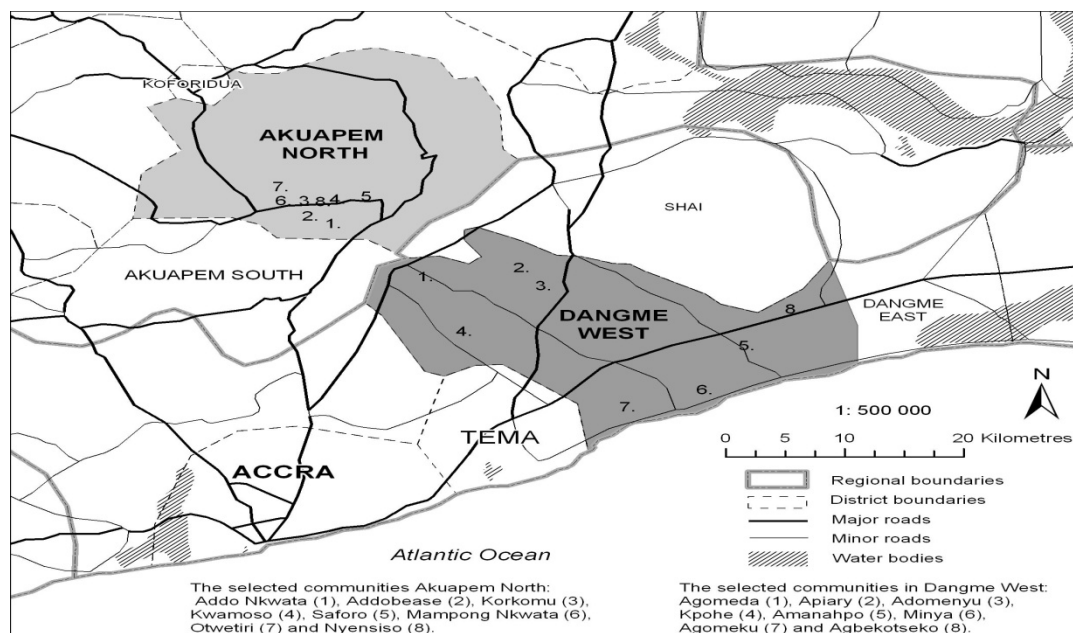 KOFORIDUA
AKUAPEM
NORTH
7.
6. 3. 8. 4 5
2. 1.
SHAI
AKUAPEM SOUTH
1. 2.
3.
DANGME
WEST
DANGME
EAST
8
4.
5.
6.
7.
N
1: 500 000
0 5 10 20 Kilometres
TEMA
ACCRA
Regional boundaries
District boundaries
Major roads
Minor roads
Water bodies
Atlantic Ocean
The selected communities Akuapem North:
Addo Nkwata (1), Addobease (2), Korkomu (3),
Kwamoso (4), Saforo (5), Mampong Nkwata (6),
Otwetiri (7) and Nyensiso (8).
The selected communities in Dangme West:
Agomeda (1), Apiary (2), Adomenyu (3),
Kpohe (4), Amanahpo (5), Minya (6),
Agomeku (7) and Agbekotseko (8).